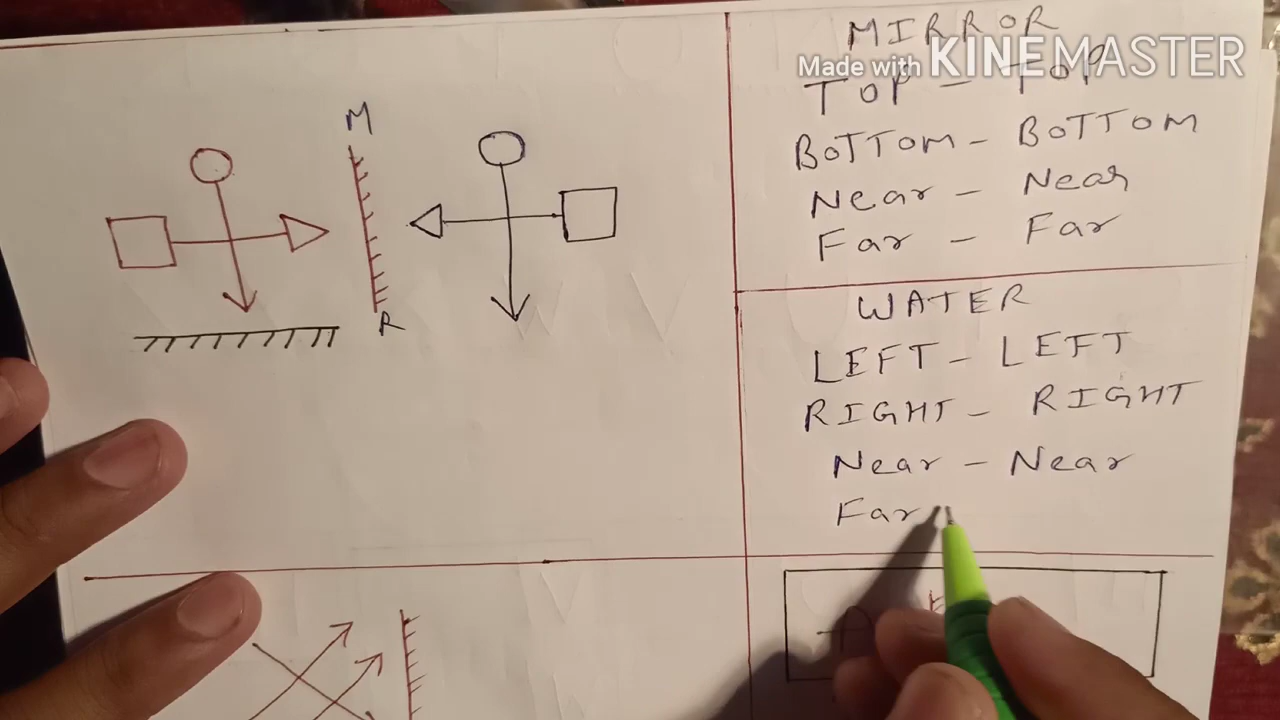 Made with KINEMASTER
MIRROR
TOP - TOP
BOTTOM - BOTTOM
Near - Near
Far - Far
M
R
WATER
LEFT - LEFT
RIGHT - RIGHT
Near - Near
Far